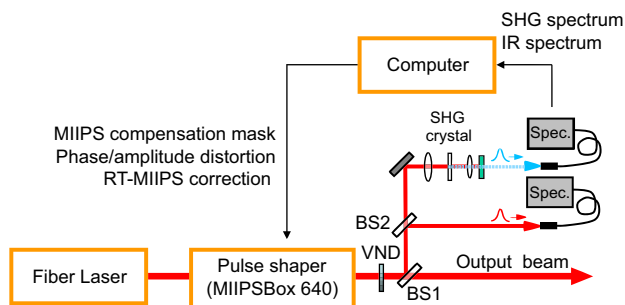 SHG spectrum
IR spectrum
Computer
MIIPS compensation mask
Phase/amplitude distortion
RT-MIIPS correction
SHG
crystal
Spec.
Spec.
BS2
VND
Fiber Laser
Pulse shaper
(MIIPSBox 640)
Output beam
BS1